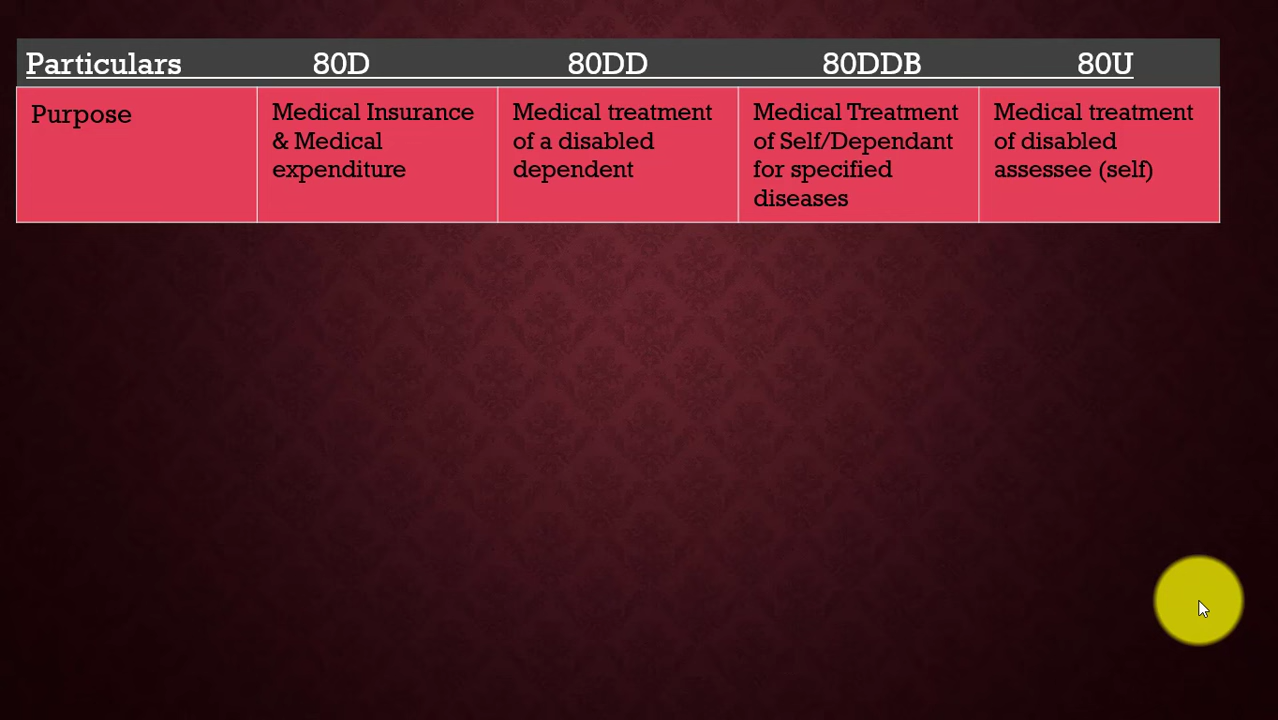 Particulars 80D 80DD 80DDB 80U
Purpose
Medical Insurance
& Medical
expenditure
Medical treatment
of a disabled
dependent
Medical Treatment
of Self/Dependant
for specified
diseases
Medical treatment
of disabled
assessee (self)